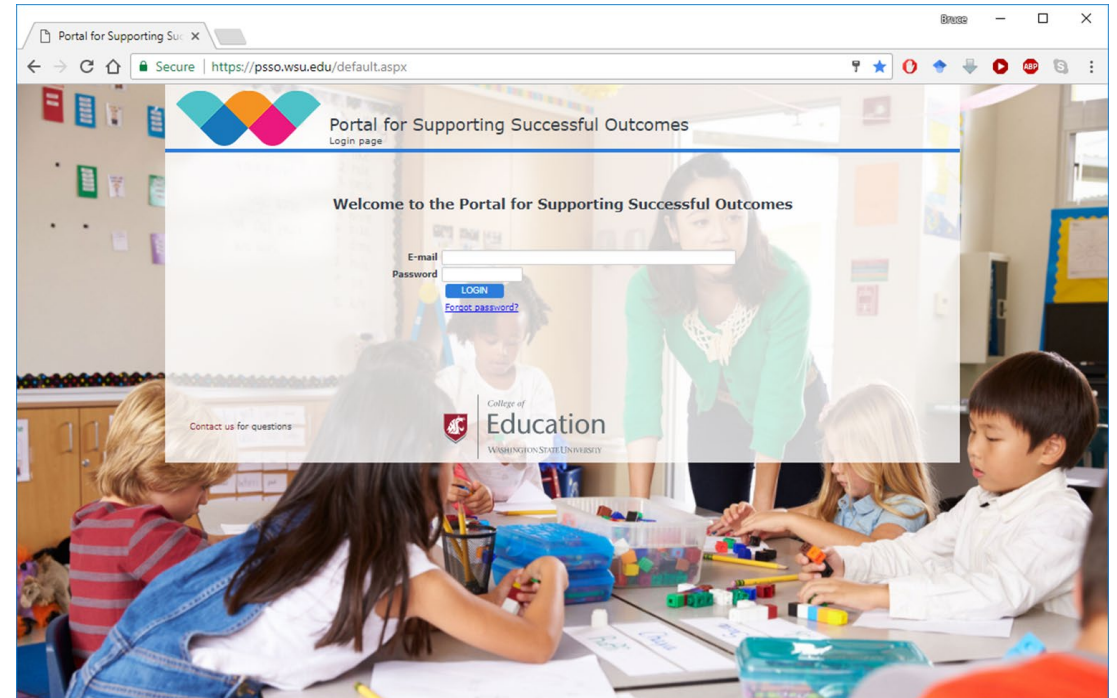 Bruce
Portal for Supporting Suc
Secure | https://psso.wsu.edu/default.aspx
ABP
Portal for Supporting Successful Outcomes
Login page
Welcome to the Portal for Supporting Successful Outcomes
E-mail
Password
LOGIN
Forgot password?
College of
Education
WASHINGTON STATE UNIVERSITY
Contact us for questions